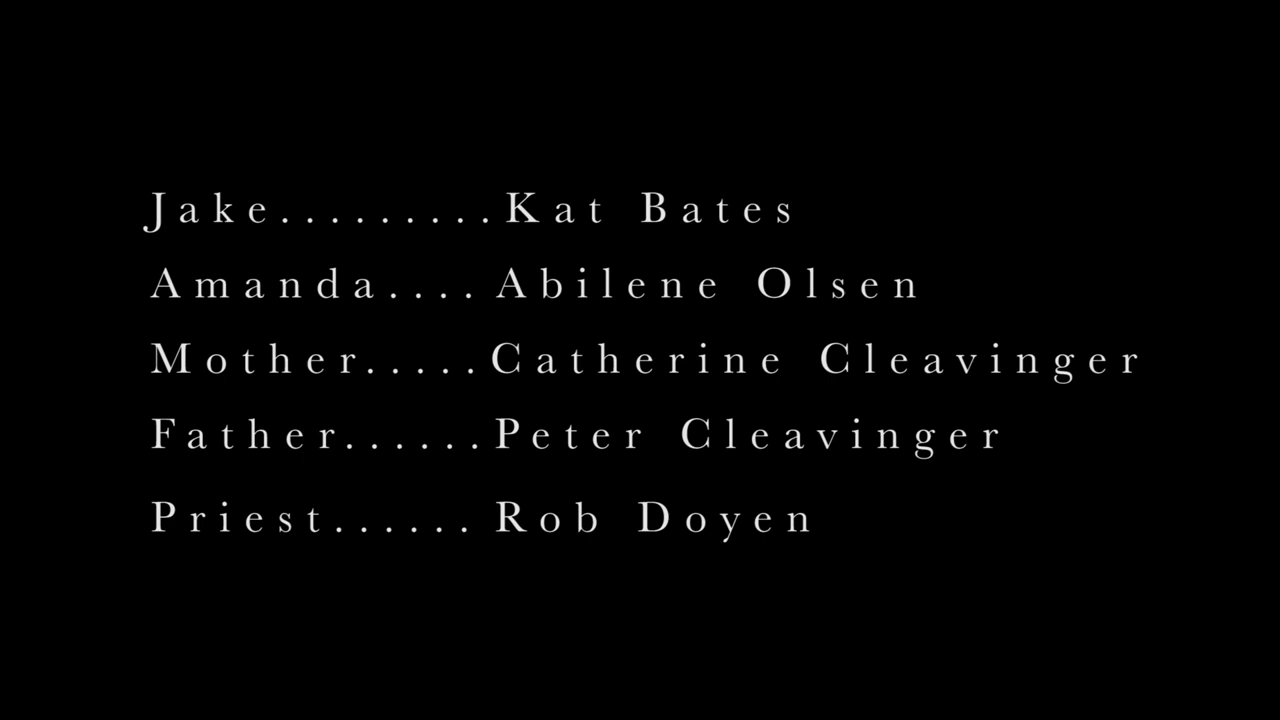 Jake.........Kat Bates
Amanda.... Abilene Olsen
Mother.....Catherine Cleavinger
Father......Peter Cleavinger
Priest...... Rob Doyen